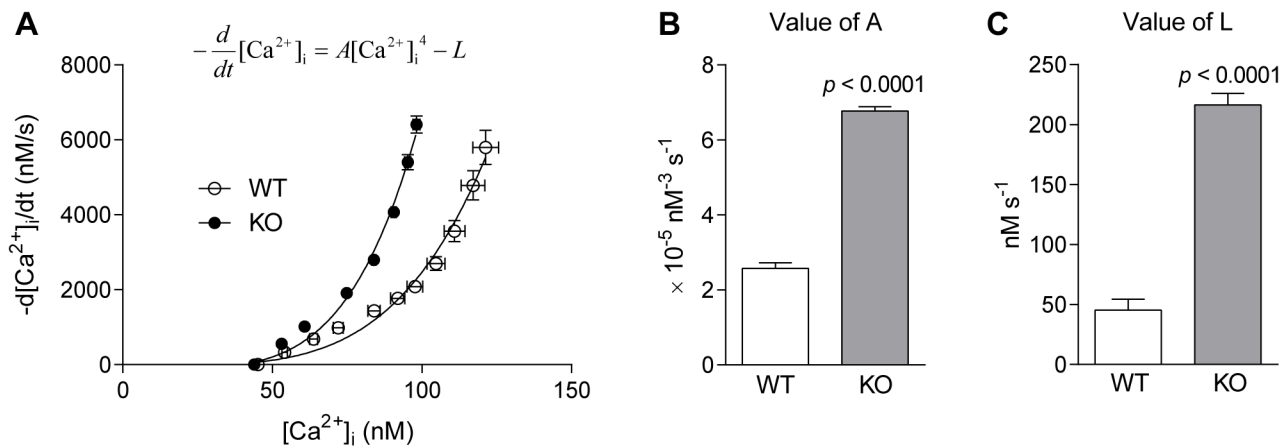 A
-d/dt[Ca²⁺]ᵢ = A[Ca²⁺]ᵢ⁴ − L
8000
6000
4000
2000
0
-d[Ca²⁺]ᵢ/dt (nM/s)
WT
KO
0 50 100 150
[Ca²⁺]ᵢ (nM)
B
Value of A
8
6
4
2
0
× 10⁻⁵ nM⁻³ s⁻¹
p < 0.0001
WT KO
C
Value of L
250
200
150
100
50
0
nM s⁻¹
p < 0.0001
WT KO